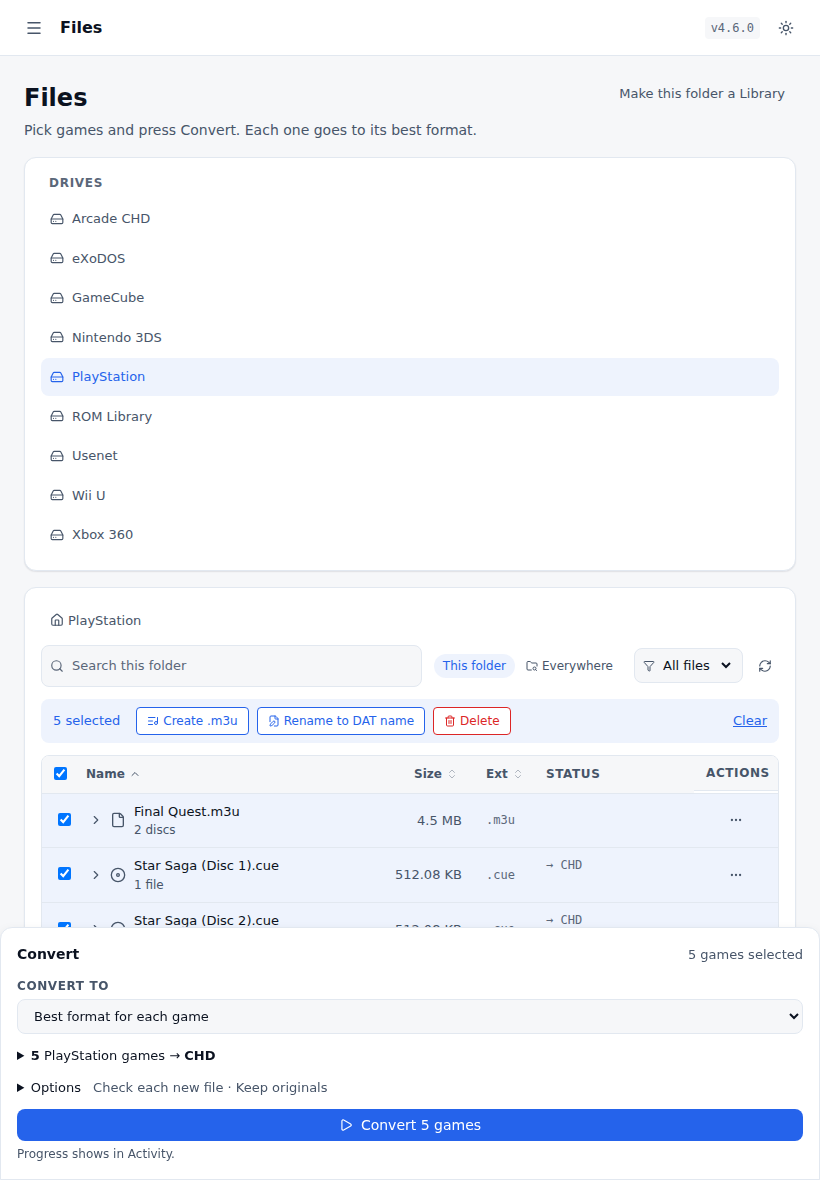 Files
v4.6.0
Files
Make this folder a Library
Pick games and press Convert. Each one goes to its best format.
DRIVES
Arcade CHD
eXoDOS
GameCube
Nintendo 3DS
PlayStation
ROM Library
Usenet
Wii U
Xbox 360
PlayStation
Search this folder
This folder
Everywhere
All files
5 selected
Create .m3u
Rename to DAT name
Delete
Clear
Name
Size
Ext
STATUS
ACTIONS
Final Quest.m3u
2 discs
4.5 MB
.m3u
Star Saga (Disc 1).cue
1 file
512.08 KB
.cue
→ CHD
Star Saga (Disc 2).cue
512.08 KB
.cue
→ CHD
Convert
5 games selected
CONVERT TO
Best format for each game
5 PlayStation games → CHD
Options Check each new file · Keep originals
Convert 5 games
Progress shows in Activity.